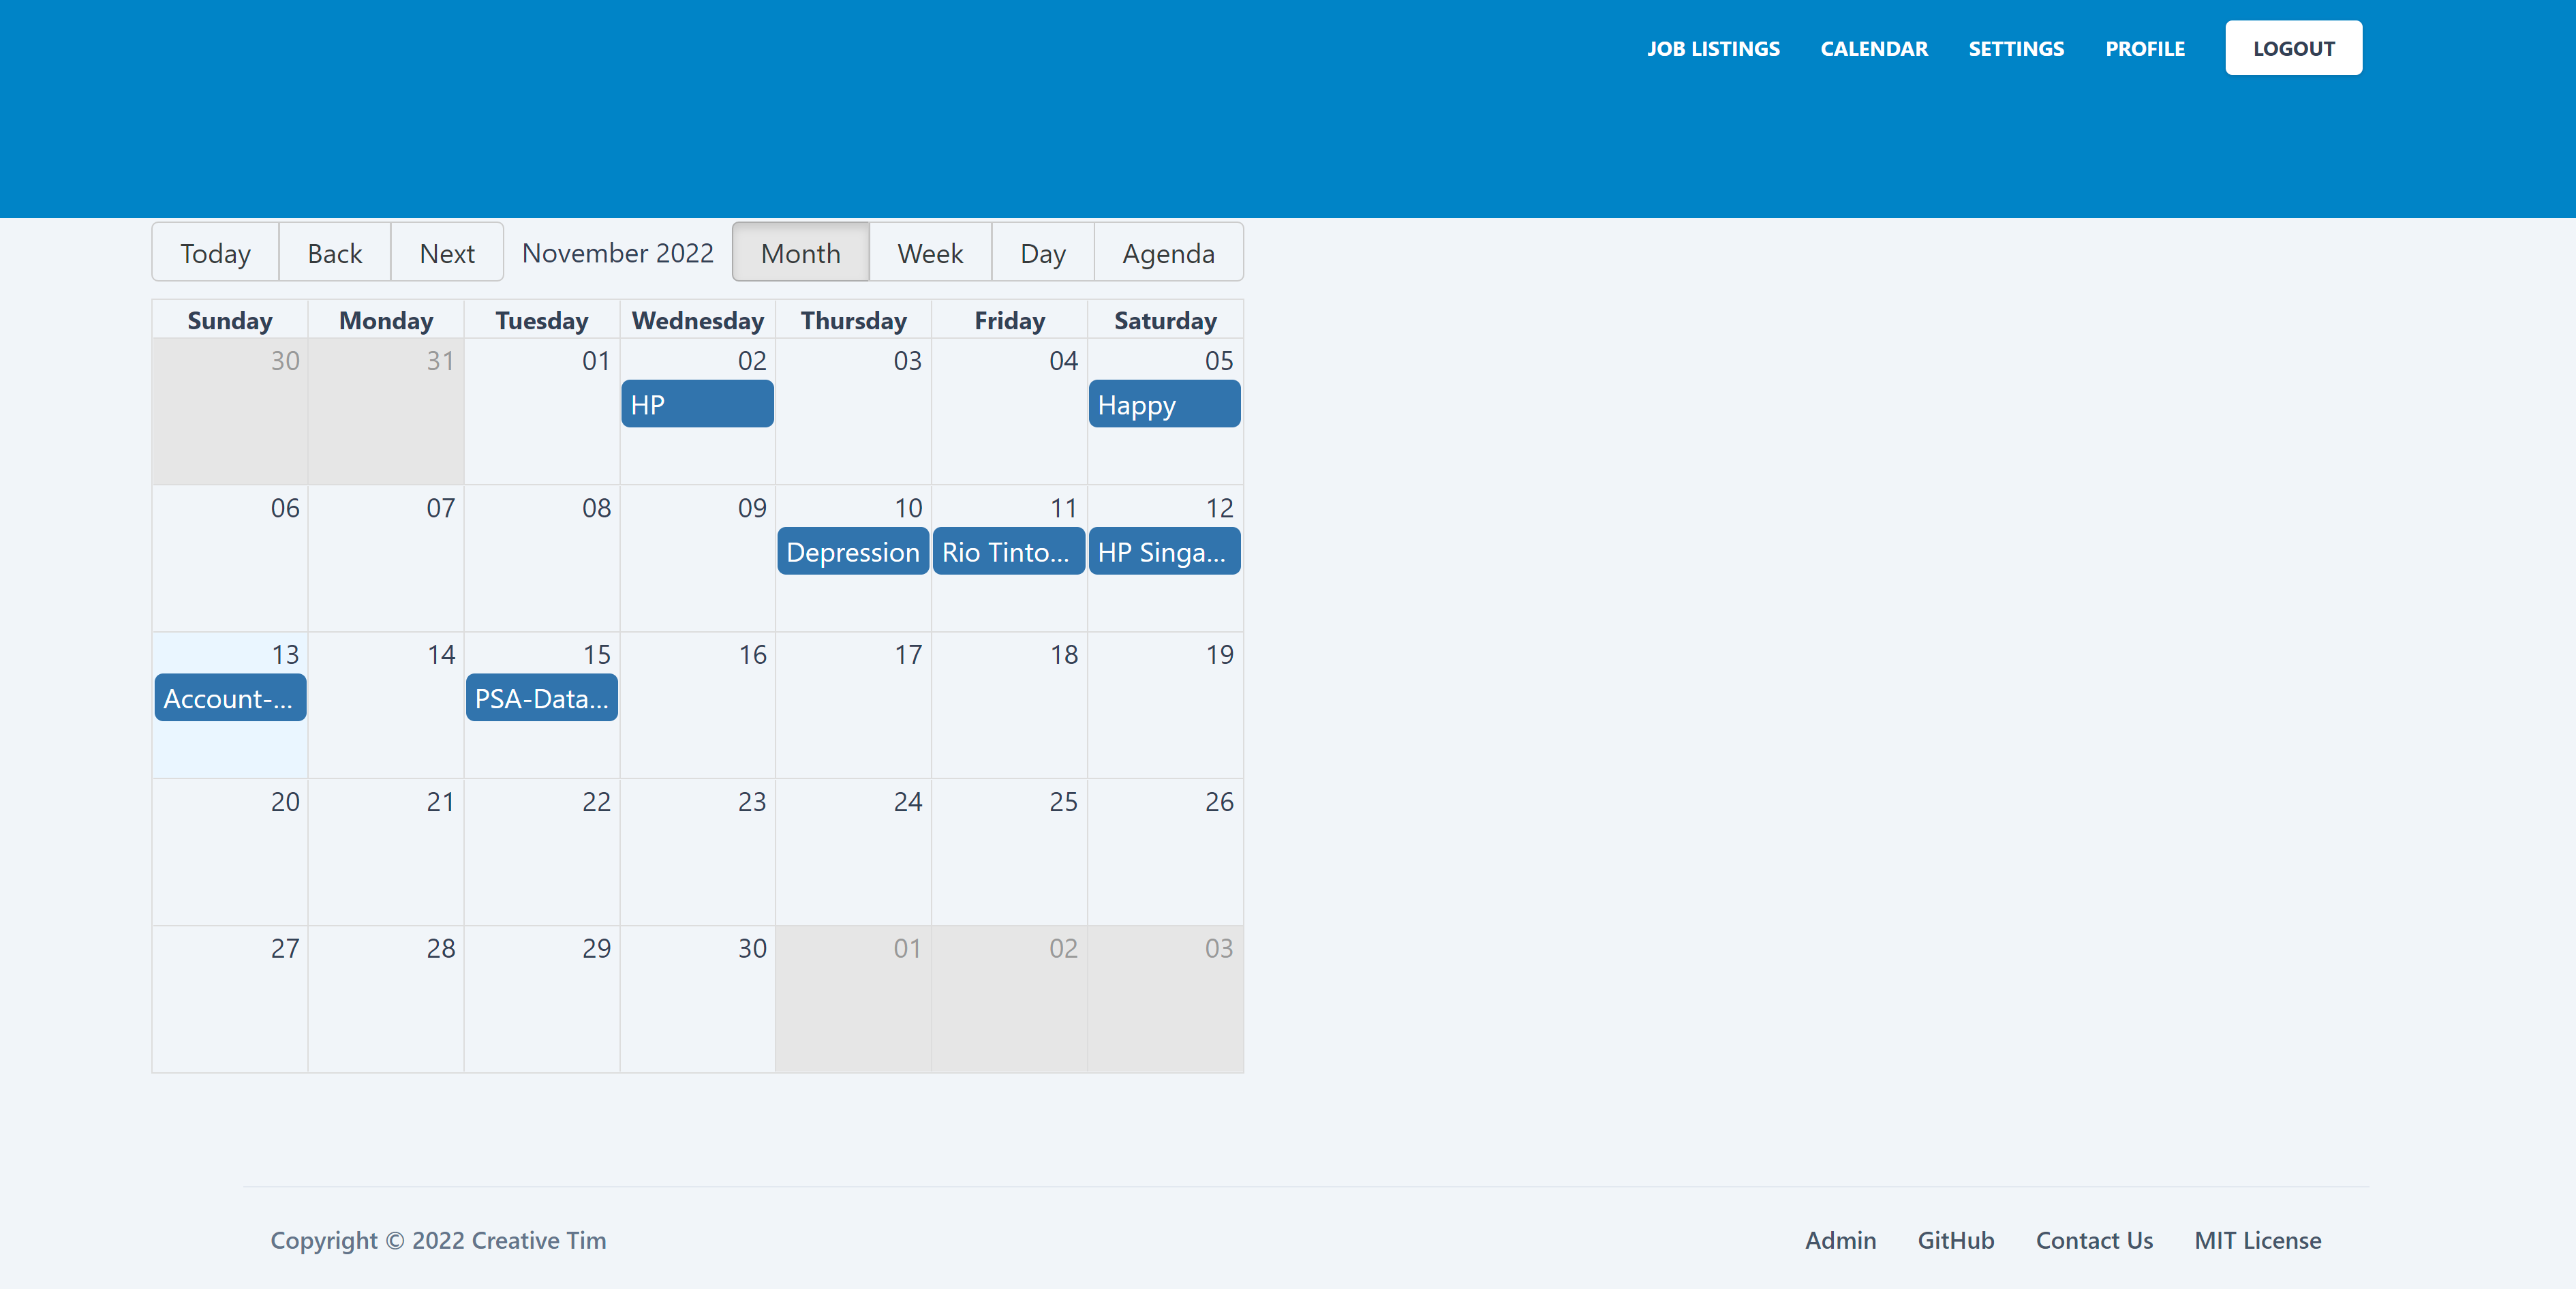 JOB LISTINGS CALENDAR SETTINGS PROFILE LOGOUT
Today Back Next November 2022 Month Week Day Agenda
Sunday Monday Tuesday Wednesday Thursday Friday Saturday
30 31 01 02 03 04 05
HP Happy
06 07 08 09 10 11 12
Depression Rio Tinto... HP Singa...
13 14 15 16 17 18 19
Account-... PSA-Data...
20 21 22 23 24 25 26
27 28 29 30 01 02 03
Copyright © 2022 Creative Tim Admin GitHub Contact Us MIT License